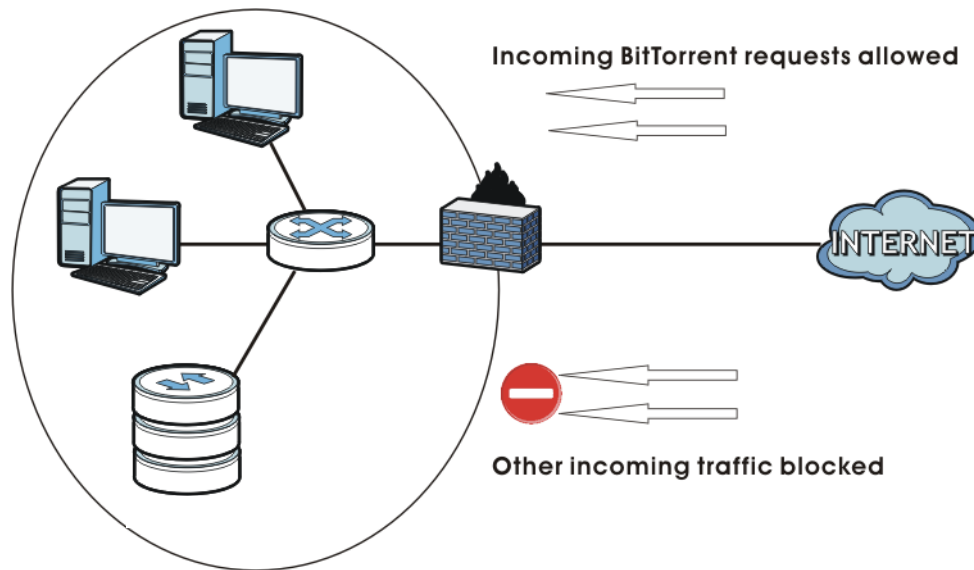 Incoming BitTorrent requests allowed
INTERNET
Other incoming traffic blocked